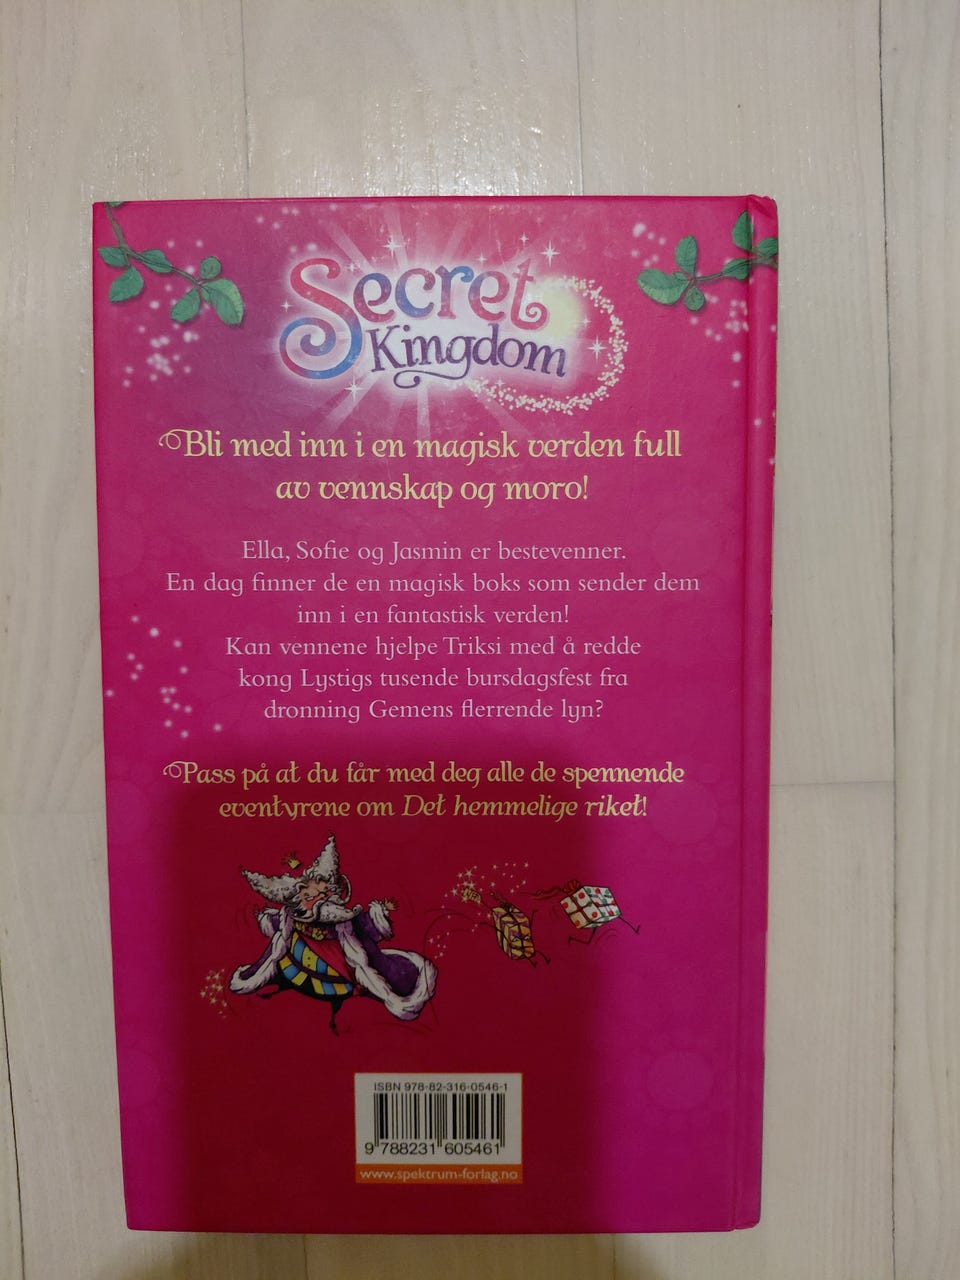 Secret
Kingdom
Bli med inn i en magisk verden full
av vennskap og moro!
Ella, Sofie og Jasmin er bestevenner.
En dag finner de en magisk boks som sender dem
inn i en fantastisk verden!
Kan vennene hjelpe Triksi med å redde
kong Lystigs tusende bursdagsfest fra
dronning Gemens flerrende lyn?
Pass på at du får med deg alle de spennende
eventyrene om Det hemmelige riket!
ISBN 978-82-316-0546-1
9 788231 605461
www.spektrum-forlag.no